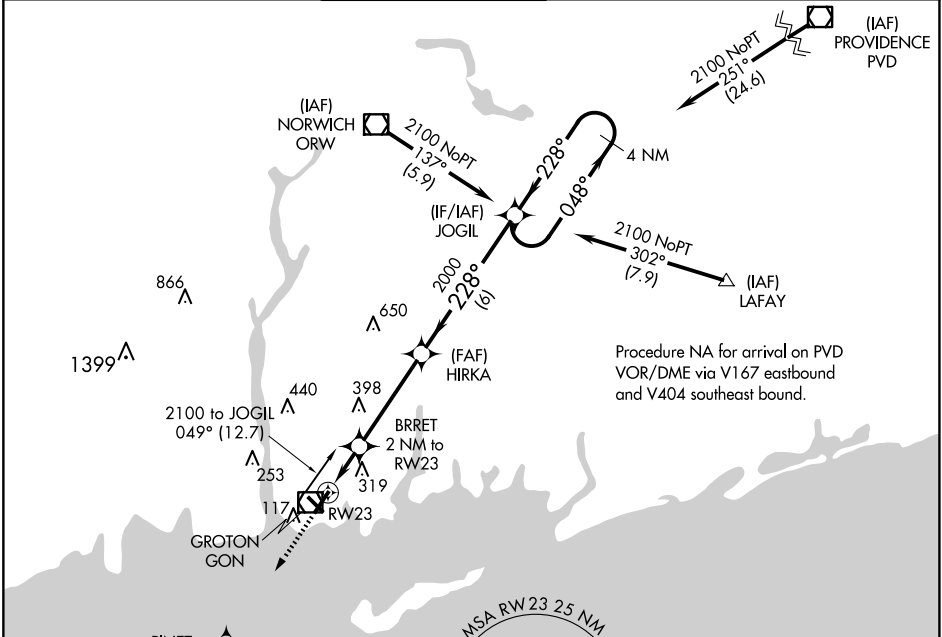 (IAF)
PROVIDENCE
PVD
2100 NoPT
251°
(24.6)
(IAF)
NORWICH
ORW
2100 NoPT
137°
(5.9)
228°
048°
4 NM
(IF/IAF)
JOGIL
2100 NoPT
302°
(7.9)
(IAF)
LAFAY
2000
228°
(6)
866
650
1399
(FAF)
HIRKA
Procedure NA for arrival on PVD
VOR/DME via V167 eastbound
and V404 southeast bound.
440
398
2100 to JOGIL
049° (12.7)
BRRET
2 NM to
RW23
253
319
117
RW23
GROTON
GON
MSA RW23 25 NM